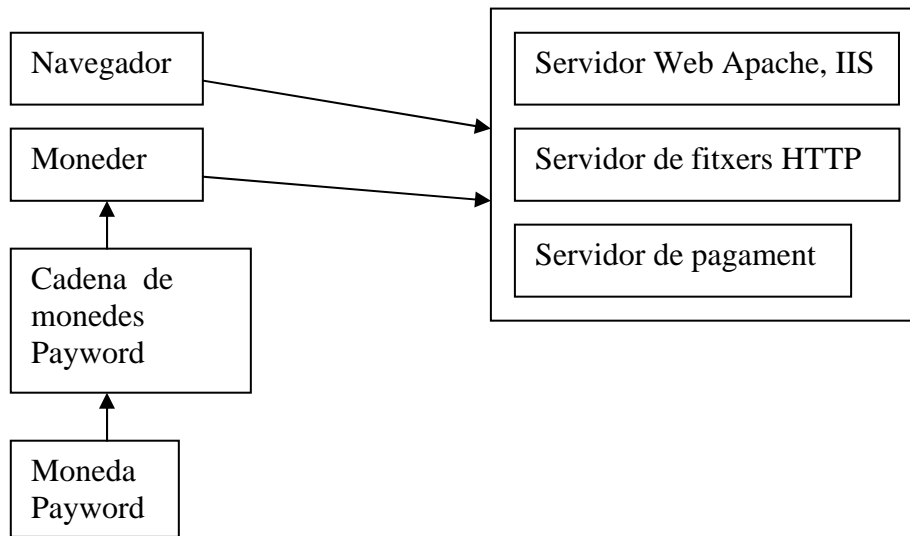 Navegador
Moneder
Cadena de
monedes
Payword
Moneda
Payword
Servidor Web Apache, IIS
Servidor de fitxers HTTP
Servidor de pagament